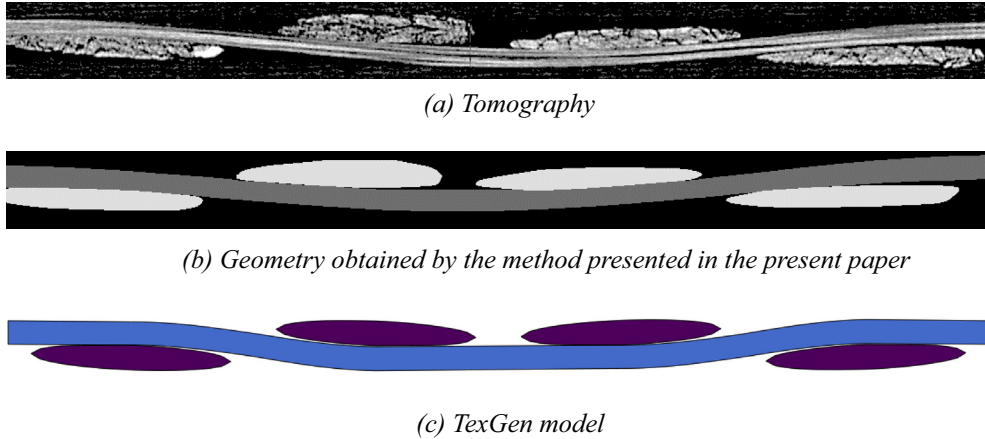 (a) Tomography
(b) Geometry obtained by the method presented in the present paper
(c) TexGen model